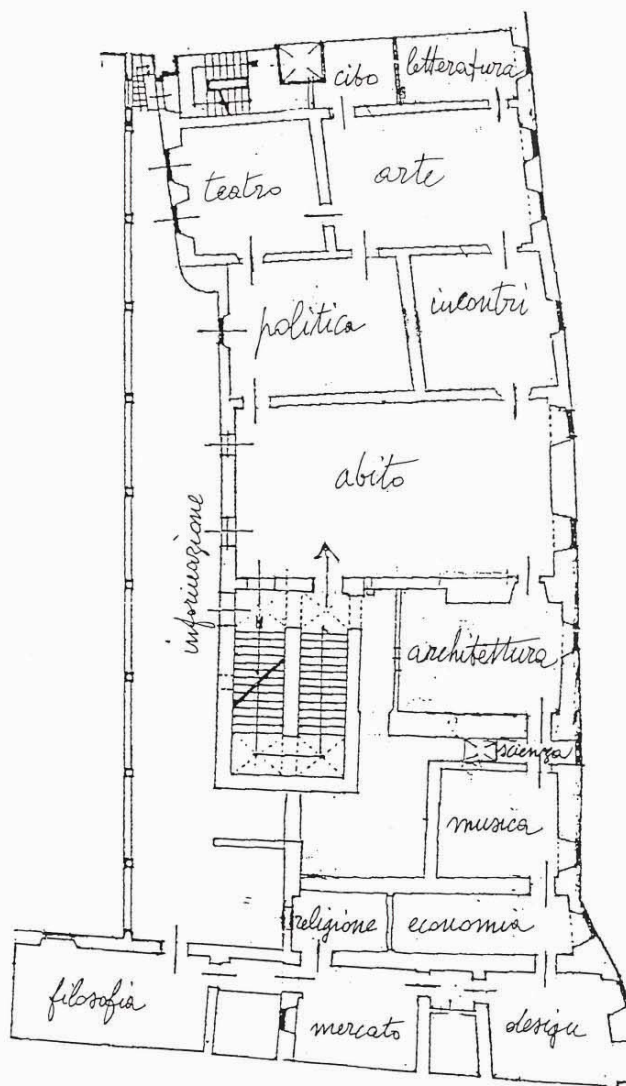 cibo
letteratura
teatro
arte
politica
incontri
abito
informazione
architettura
scienza
musica
religione
economia
filosofia
mercato
design